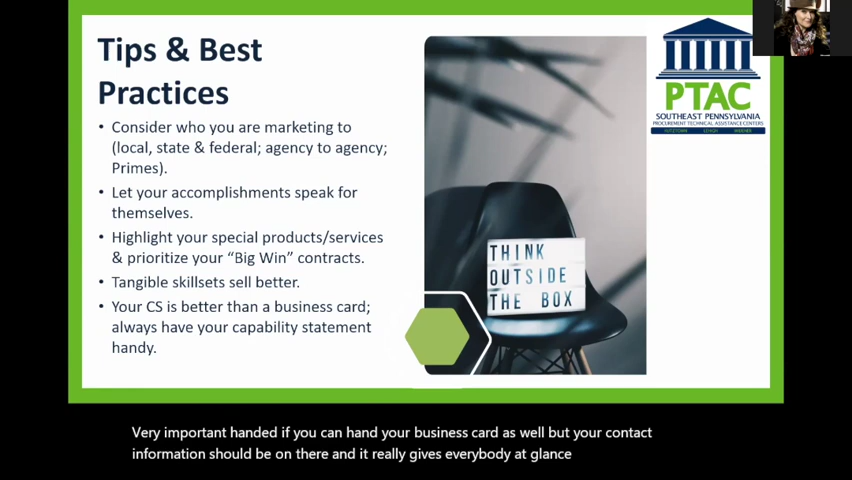 Tips & Best
Practices
• Consider who you are marketing to
(local, state & federal; agency to agency;
Primes).
• Let your accomplishments speak for
themselves.
• Highlight your special products/services
& prioritize your “Big Win” contracts.
• Tangible skillsets sell better.
• Your CS is better than a business card;
always have your capability statement
handy.
THINK
OUTSIDE
THE BOX
PTAC
SOUTHEAST PENNSYLVANIA
PROCUREMENT TECHNICAL ASSISTANCE CENTERS
KUTZTOWN LEHIGH WIDENER
Very important handed if you can hand your business card as well but your contact
information should be on there and it really gives everybody at glance